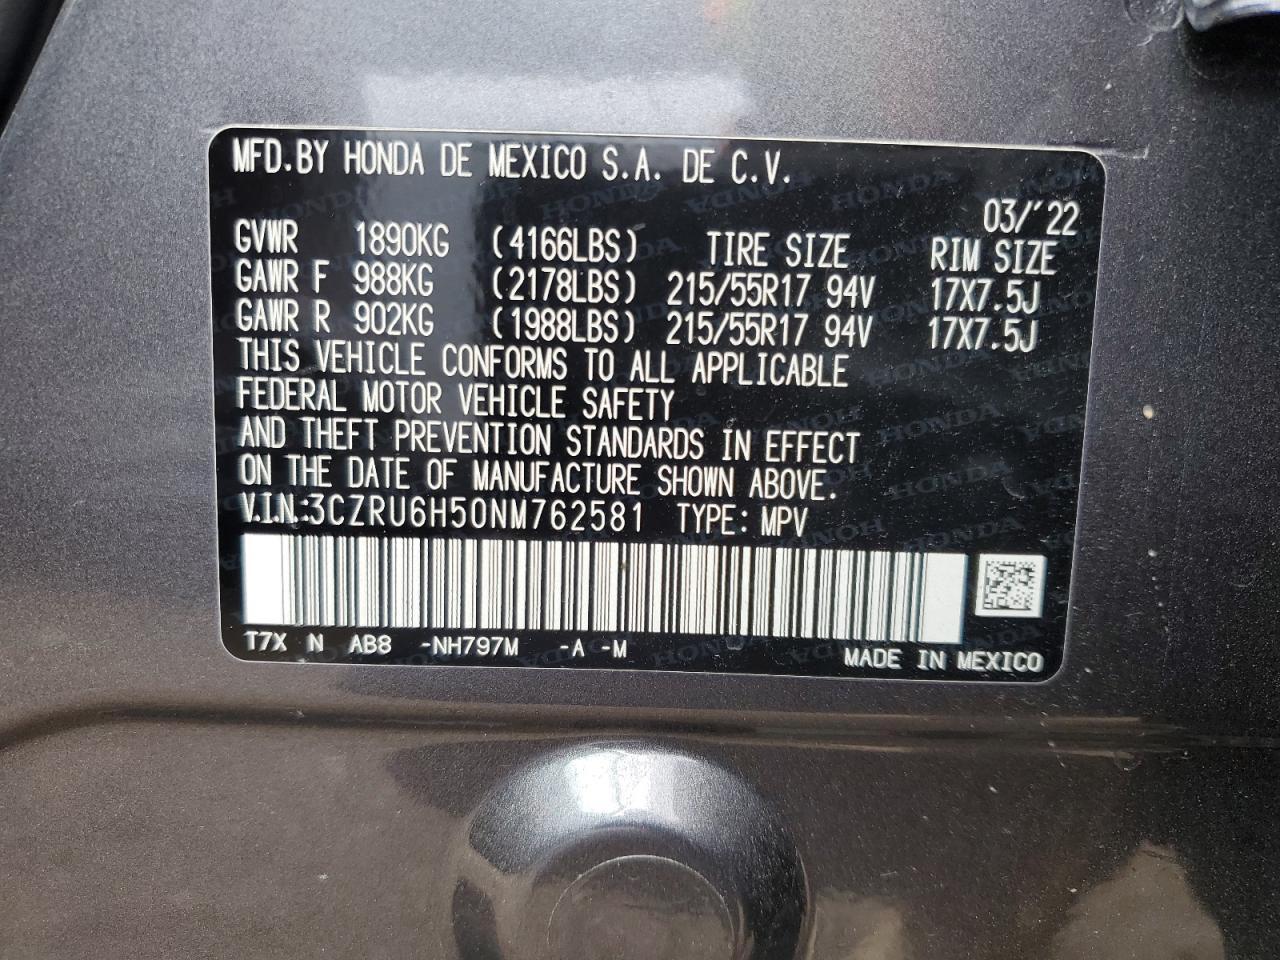 MFD.BY HONDA DE MEXICO S.A. DE C.V.
03/'22
GVWR 1890KG (4166LBS) TIRE SIZE RIM SIZE
GAWR F 988KG (2178LBS) 215/55R17 94V 17X7.5J
GAWR R 902KG (1988LBS) 215/55R17 94V 17X7.5J
THIS VEHICLE CONFORMS TO ALL APPLICABLE
FEDERAL MOTOR VEHICLE SAFETY
AND THEFT PREVENTION STANDARDS IN EFFECT
ON THE DATE OF MANUFACTURE SHOWN ABOVE.
V.I.N.:3CZRU6H50NM762581 TYPE: MPV
T7X N AB8 -NH797M -A -M
MADE IN MEXICO